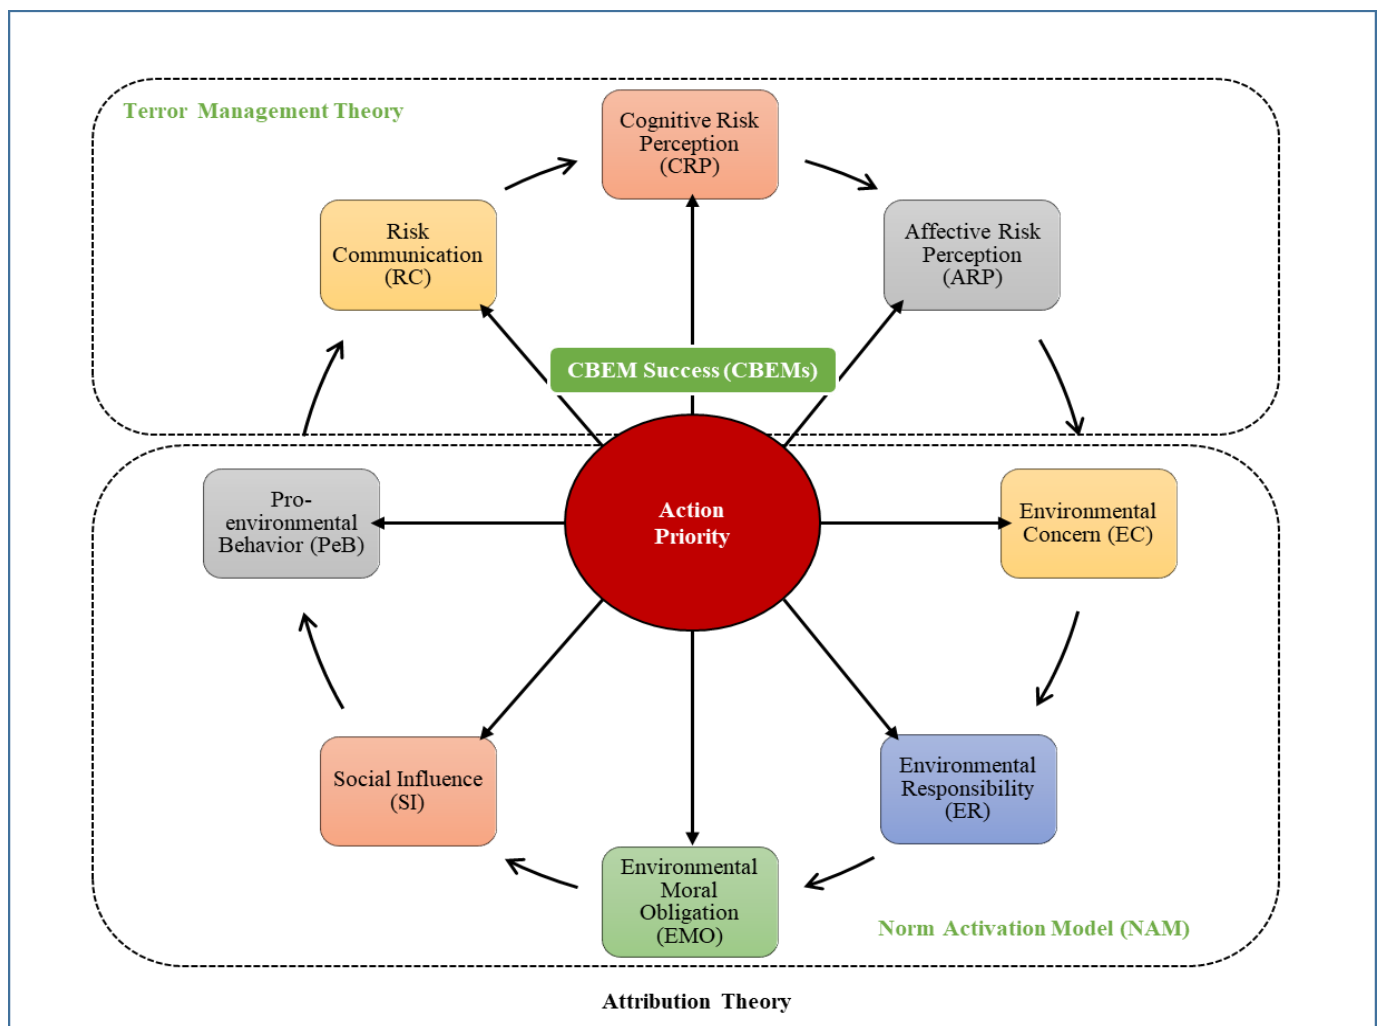 Terror Management Theory
Cognitive Risk
Perception
(CRP)
Risk
Communication
(RC)
Affective Risk
Perception
(ARP)
CBEM Success (CBEMs)
Pro-
environmental
Behavior (PeB)
Action
Priority
Environmental
Concern (EC)
Social Influence
(SI)
Environmental
Responsibility
(ER)
Environmental
Moral
Obligation
(EMO)
Norm Activation Model (NAM)
Attribution Theory